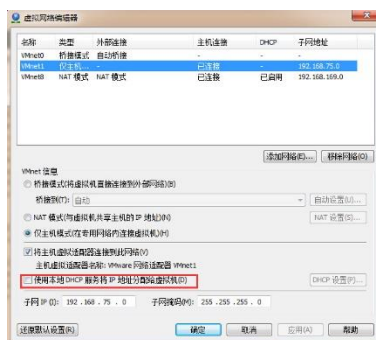 虚拟网络编辑器
名称 类型 外部连接 主机连接 DHCP 子网地址
VMnet0 桥接模式 自动桥接 - - -
VMnet1 仅主机... - 已连接 - 192.168.75.0
VMnet8 NAT 模式 NAT 模式 已连接 已启用 192.168.169.0
添加网络(E)... 移除网络(O)
VMnet 信息
桥接模式(将虚拟机直接连接到外部网络)(B)
桥接到(T): 自动 自动设置(U)...
NAT 模式(与虚拟机共享主机的 IP 地址)(N) NAT 设置(S)...
仅主机模式(在专用网络内连接虚拟机)(H)
将主机虚拟适配器连接到此网络(V)
主机虚拟适配器名称: VMware 网络适配器 VMnet1
使用本地 DHCP 服务将 IP 地址分配给虚拟机(D) DHCP 设置(P)...
子网 IP (I): 192 . 168 . 75 . 0 子网掩码(M): 255 . 255 . 255 . 0
还原默认设置(R) 确定 取消 应用(A) 帮助